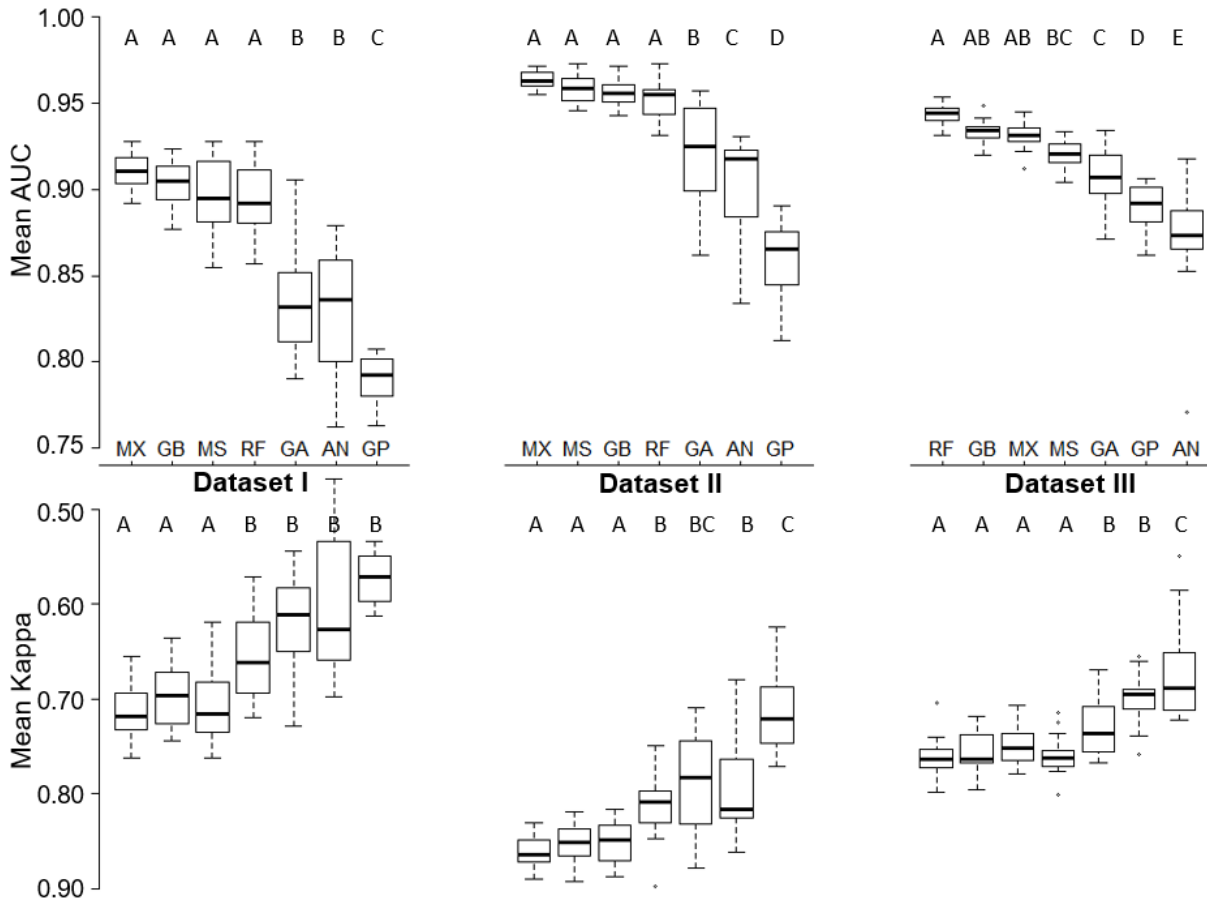 1.00
A A A A B B C
A A A A B C D
A AB AB BC C D E
0.95
0.90
0.85
0.80
0.75
Mean AUC
MX GB MS RF GA AN GP
MX MS GB RF GA AN GP
RF GB MX MS GA GP AN
Dataset I
Dataset II
Dataset III
0.50
A A A B B B B
A A A B BC B C
A A A A B B C
0.60
0.70
0.80
0.90
Mean Kappa